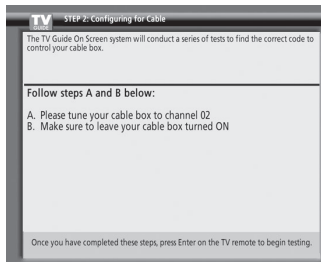 TV
GUIDE
STEP 2: Configuring for Cable
The TV Guide On Screen system will conduct a series of tests to find the correct code to
control your cable box.
Follow steps A and B below:
A. Please tune your cable box to channel 02
B. Make sure to leave your cable box turned ON
Once you have completed these steps, press Enter on the TV remote to begin testing.